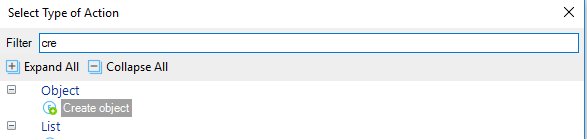 Select Type of Action
Filter cre
Expand All Collapse All
Object
Create object
List